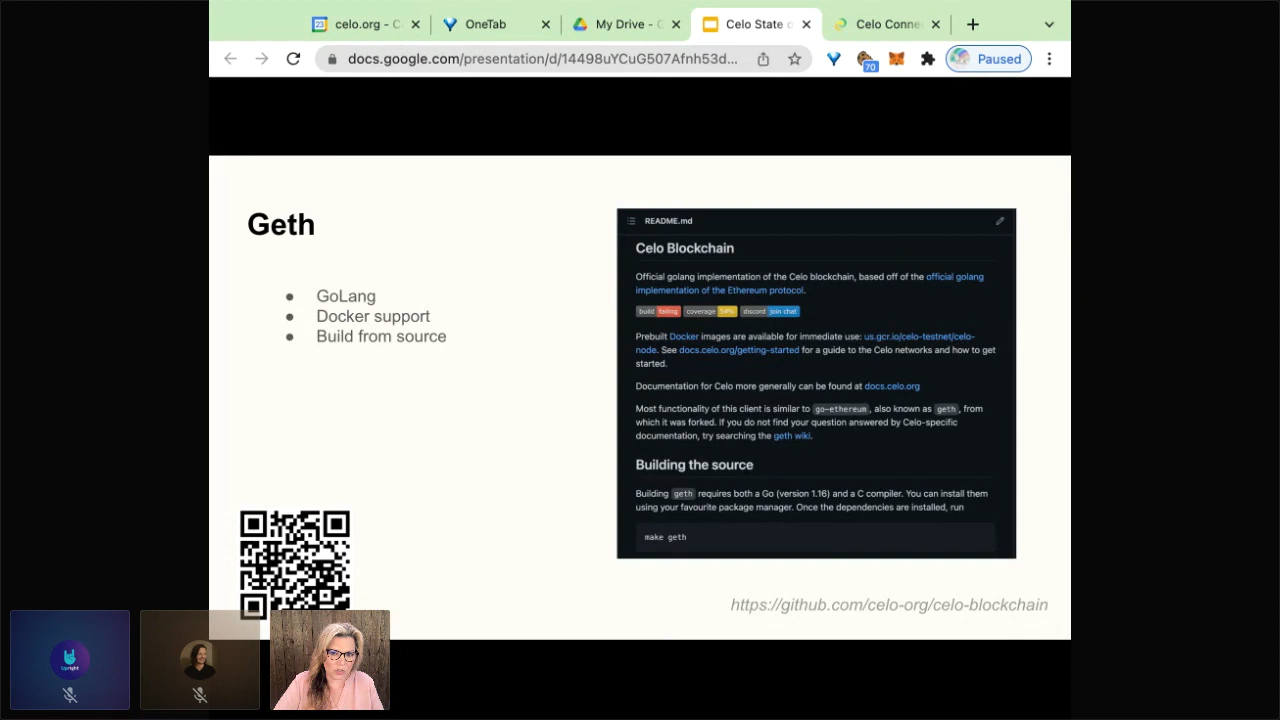 celo.org - C
OneTab
My Drive - G
Celo State o
Celo Conne
docs.google.com/presentation/d/14498uYCuG507Afnh53d...
70
Paused
Geth
● GoLang
● Docker support
● Build from source
README.md
Celo Blockchain
Official golang implementation of the Celo blockchain, based off of the official golang
implementation of the Ethereum protocol.
build failing coverage 54% discord join chat
Prebuilt Docker images are available for immediate use: us.gcr.io/celo-testnet/celo-
node. See docs.celo.org/getting-started for a guide to the Celo networks and how to get
started.
Documentation for Celo more generally can be found at docs.celo.org
Most functionality of this client is similar to go-ethereum, also known as geth, from
which it was forked. If you do not find your question answered by Celo-specific
documentation, try searching the geth wiki.
Building the source
Building geth requires both a Go (version 1.16) and a C compiler. You can install them
using your favourite package manager. Once the dependencies are installed, run
make geth
https://github.com/celo-org/celo-blockchain
Upright